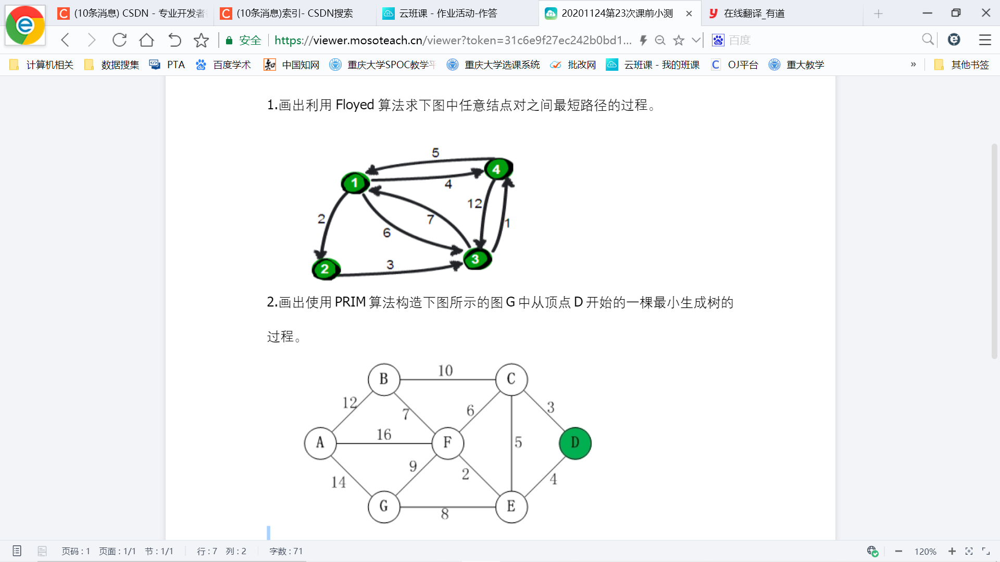 (10条消息) CSDN - 专业开发者
(10条消息)索引- CSDN搜索
云班课 - 作业活动-作答
20201124第23次课前小测
在线翻译_有道
安全
https://viewer.mosoteach.cn/viewer?token=31c6e9f27ec242b0bd1...
百度
计算机相关 数据搜集 PTA 百度学术 中国知网 重庆大学SPOC教学 重庆大学选课系统 批改网 云班课 - 我的班课 OJ平台 重大教学 » 其他书签
1.画出利用 Floyed 算法求下图中任意结点对之间最短路径的过程。
5
4
1
4
12
2
7
1
6
3
3
2
2.画出使用 PRIM 算法构造下图所示的图 G 中从顶点 D 开始的一棵最小生成树的
过程。
B 10 C
12 7 6 3
A 16 F 5 D
14 9 2 4
G 8 E
页码 : 1 页面 : 1/1 节 : 1/1 行 : 7 列 : 2 字数 : 71
120%